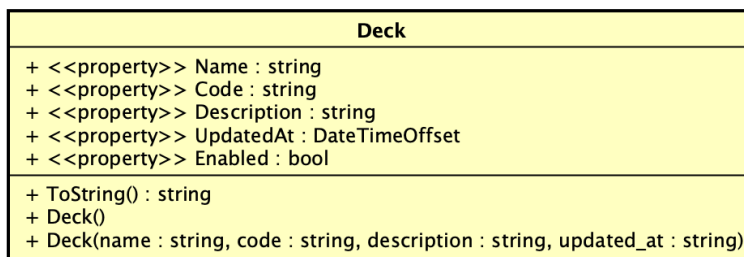 Deck
+ <<property>> Name : string
+ <<property>> Code : string
+ <<property>> Description : string
+ <<property>> UpdatedAt : DateTimeOffset
+ <<property>> Enabled : bool
+ ToString() : string
+ Deck()
+ Deck(name : string, code : string, description : string, updated_at : string)